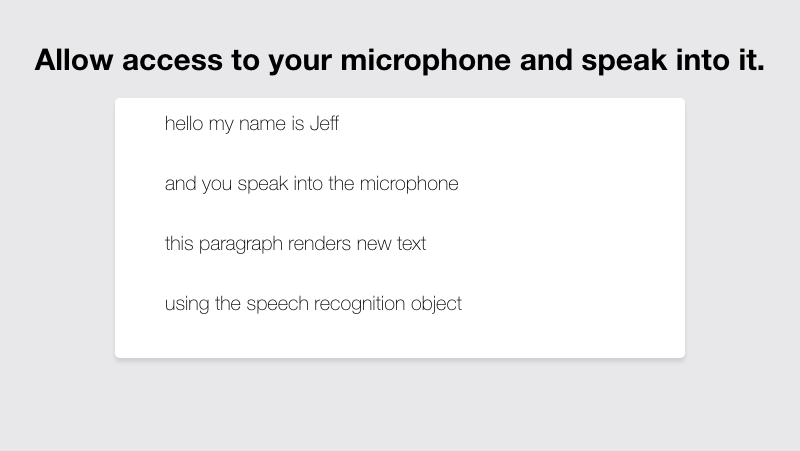 Allow access to your microphone and speak into it.
hello my name is Jeff
and you speak into the microphone
this paragraph renders new text
using the speech recognition object